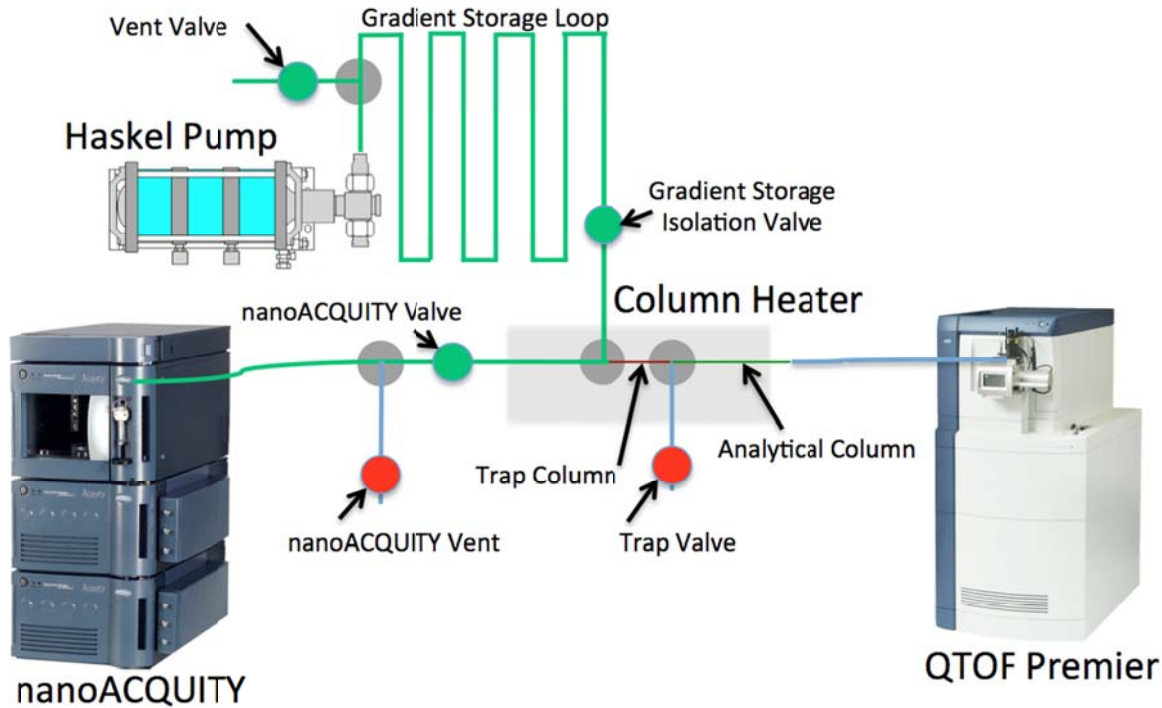 Gradient Storage Loop
Vent Valve
Haskel Pump
Gradient Storage
Isolation Valve
Column Heater
nanoACQUITY Valve
Analytical Column
Trap Column
nanoACQUITY Vent
Trap Valve
QTOF Premier
nanoACQUITY